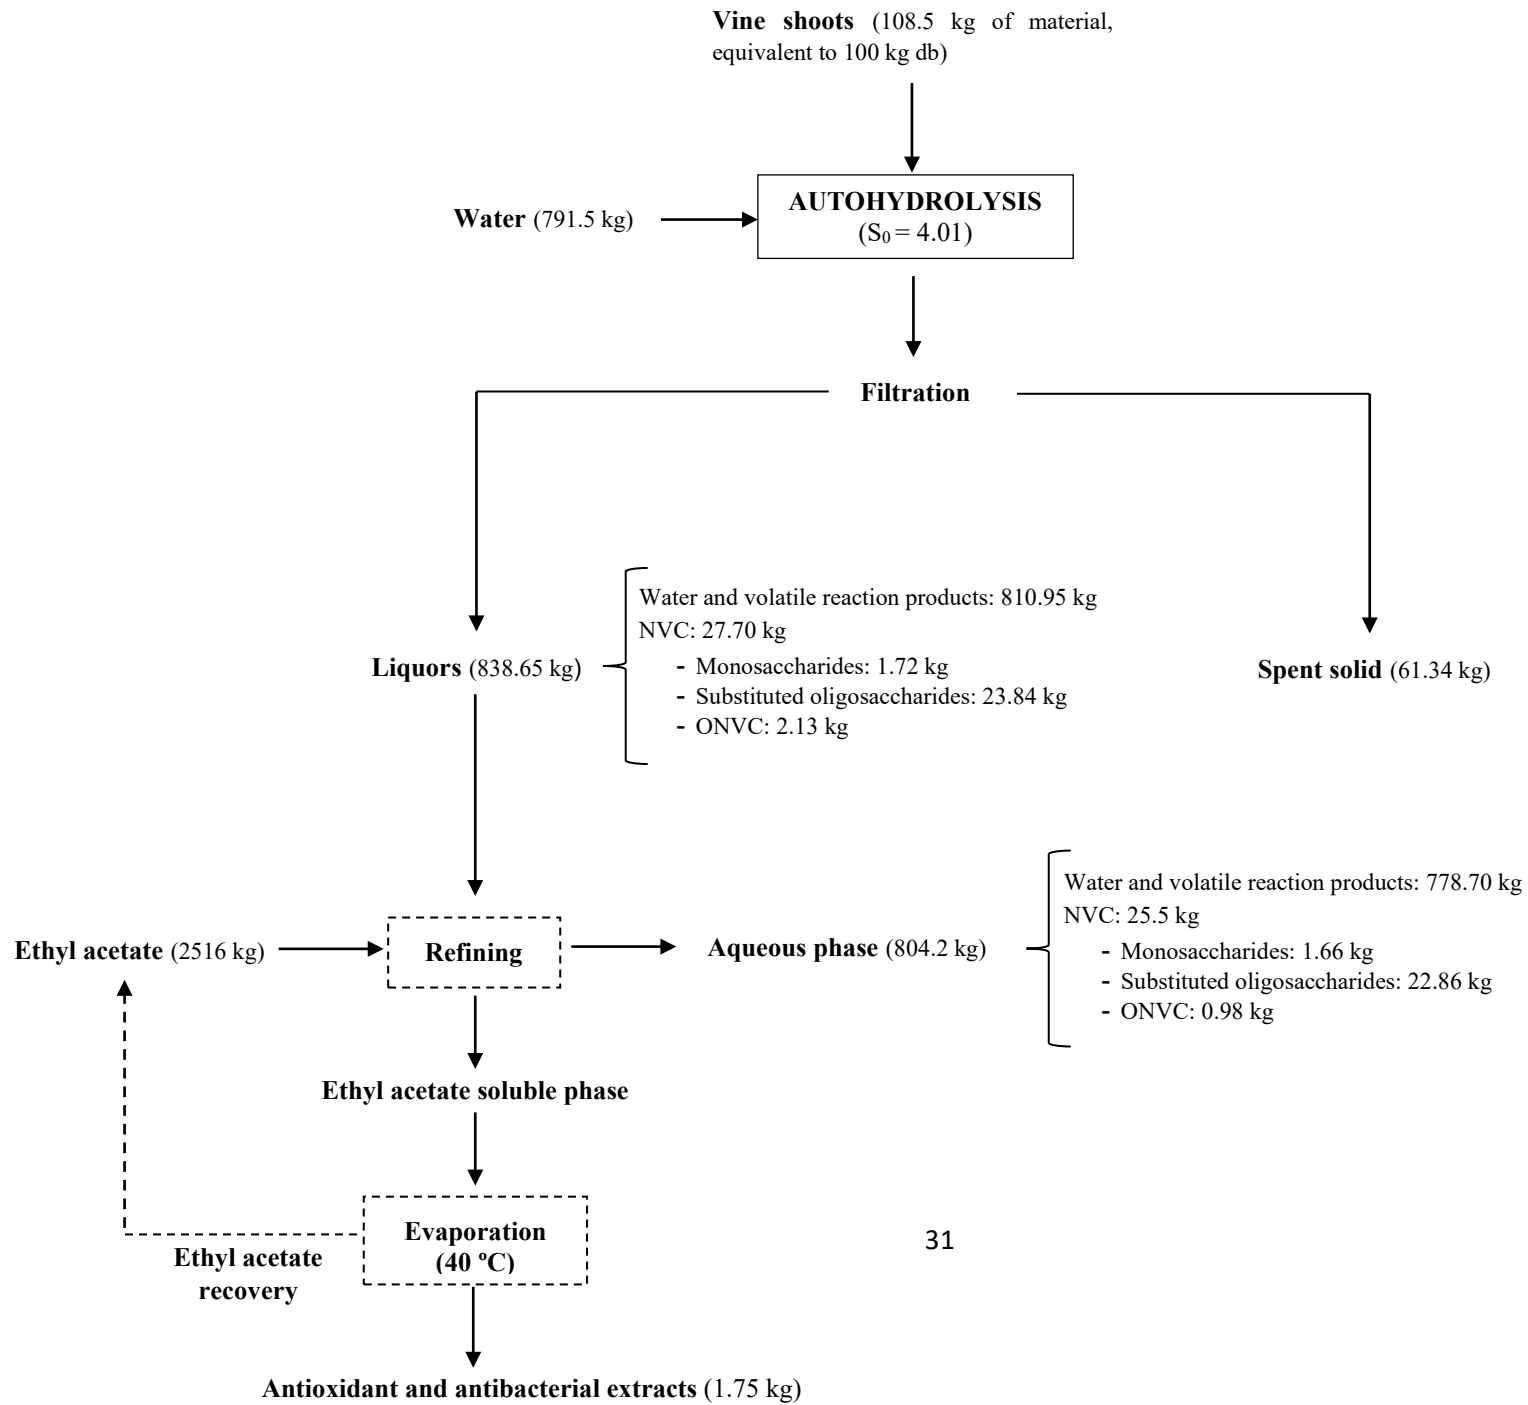 Vine shoots (108.5 kg of material,
equivalent to 100 kg db)
AUTOHYDROLYSIS
(S₀ = 4.01)
Water (791.5 kg)
Filtration
Liquors (838.65 kg)
Water and volatile reaction products: 810.95 kg
NVC: 27.70 kg
- Monosaccharides: 1.72 kg
- Substituted oligosaccharides: 23.84 kg
- ONVC: 2.13 kg
Spent solid (61.34 kg)
Ethyl acetate (2516 kg)
Refining
Aqueous phase (804.2 kg)
Water and volatile reaction products: 778.70 kg
NVC: 25.5 kg
- Monosaccharides: 1.66 kg
- Substituted oligosaccharides: 22.86 kg
- ONVC: 0.98 kg
Ethyl acetate soluble phase
Evaporation
(40 ºC)
Ethyl acetate
recovery
31
Antioxidant and antibacterial extracts (1.75 kg)